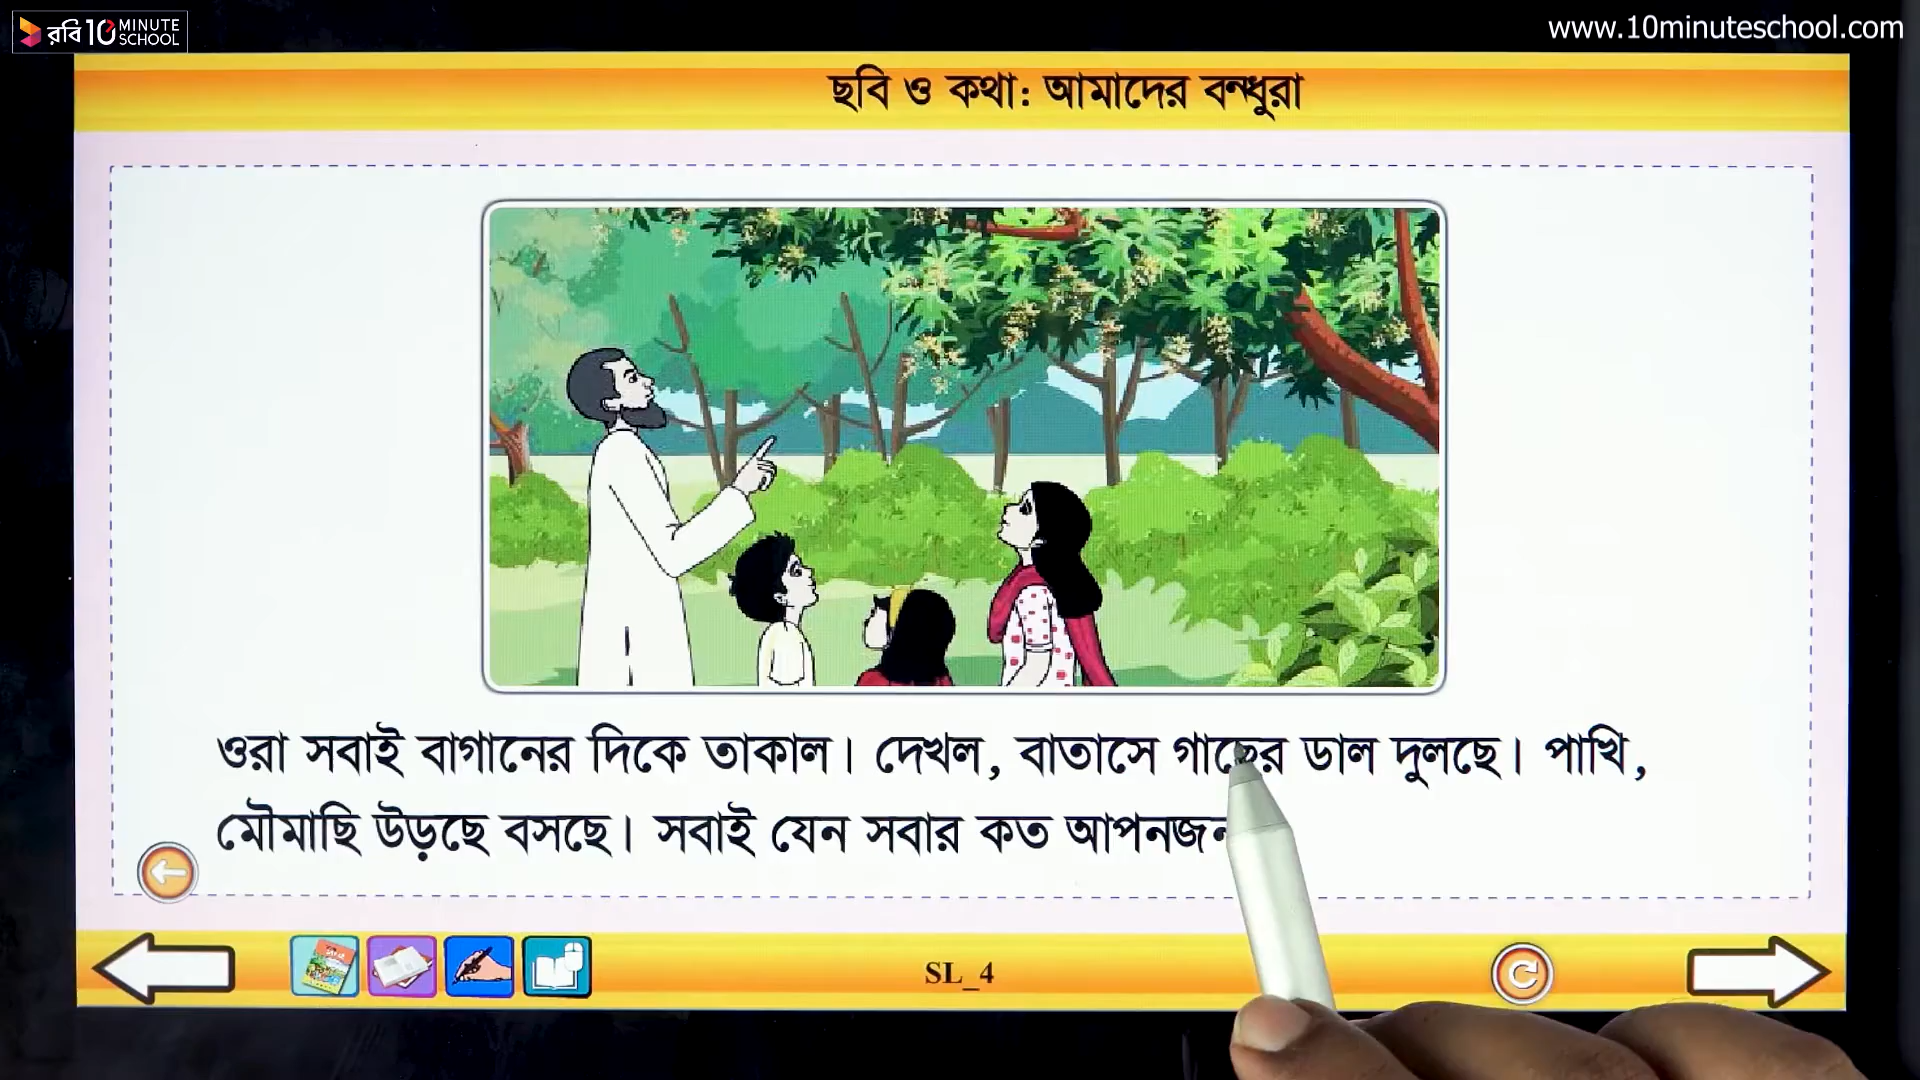 রবি 10 MINUTE SCHOOL
www.10minuteschool.com
ছবি ও কথা: আমাদের বন্ধুরা
ওরা সবাই বাগানের দিকে তাকাল। দেখল, বাতাসে গাছের ডাল দুলছে। পাখি,
মৌমাছি উড়ছে বসছে। সবাই যেন সবার কত আপনজন
SL_4